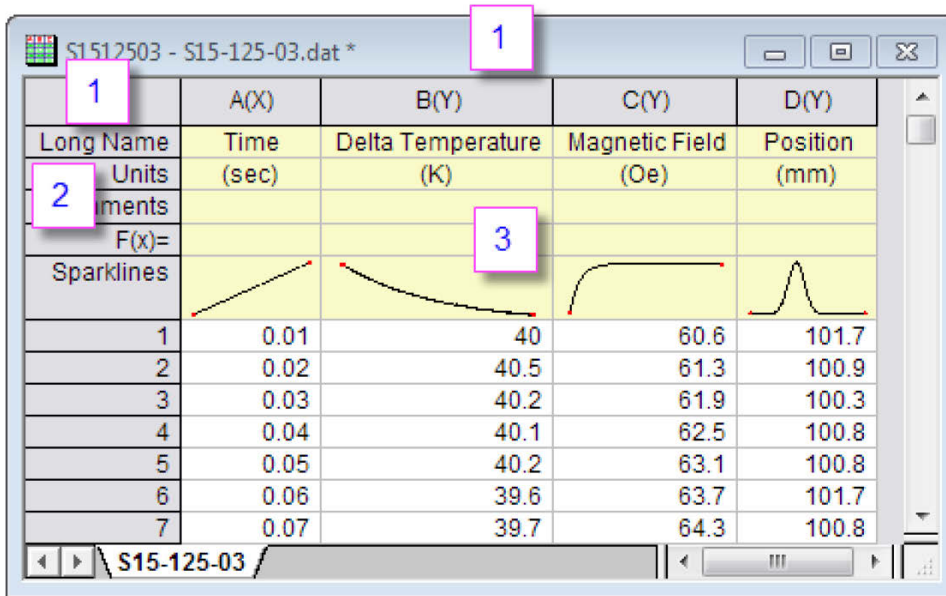 S1512503 - S15-125-03.dat *
1
1
A(X) B(Y) C(Y) D(Y)
Long Name Time Delta Temperature Magnetic Field Position
Units (sec) (K) (Oe) (mm)
2
mments
F(x)=
3
Sparklines
1 0.01 40 60.6 101.7
2 0.02 40.5 61.3 100.9
3 0.03 40.2 61.9 100.3
4 0.04 40.1 62.5 100.8
5 0.05 40.2 63.1 100.8
6 0.06 39.6 63.7 101.7
7 0.07 39.7 64.3 100.8
S15-125-03